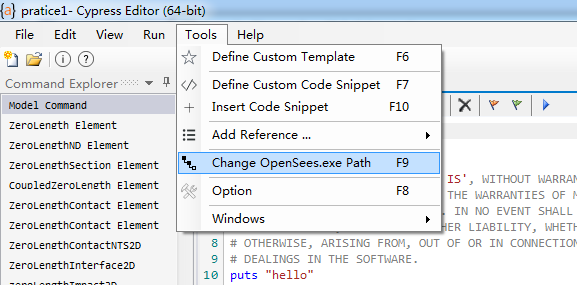 pratice1- Cypress Editor (64-bit)
File Edit View Run Tools Help
Command Explorer
Model Command
ZeroLength Element
ZeroLengthND Element
ZeroLengthSection Element
CoupledZeroLength Element
ZeroLengthContact Element
ZeroLengthContact Element
ZeroLengthContactNTS2D
ZeroLengthInterface2D
ZeroLengthImpact3D
Define Custom Template F6
Define Custom Code Snippet F7
Insert Code Snippet F10
Add Reference ...
Change OpenSees.exe Path F9
Option F8
Windows
IS', WITHOUT WARRAN
THE WARRANTIES OF M
. IN NO EVENT SHALL
HER LIABILITY, WHETH
8 # OTHERWISE, ARISING FROM, OUT OF OR IN CONNECTION
9 # DEALINGS IN THE SOFTWARE.
10 puts "hello"